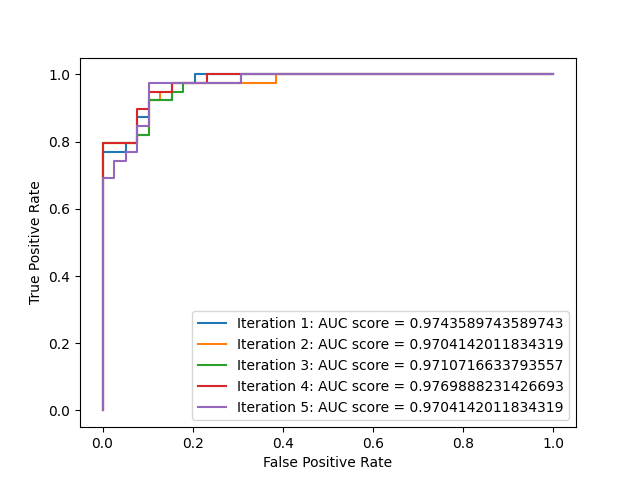 1.0
0.8
0.6
0.4
0.2
0.0
True Positive Rate
Iteration 1: AUC score = 0.9743589743589743
Iteration 2: AUC score = 0.9704142011834319
Iteration 3: AUC score = 0.9710716633793557
Iteration 4: AUC score = 0.9769888231426693
Iteration 5: AUC score = 0.9704142011834319
0.0 0.2 0.4 0.6 0.8 1.0
False Positive Rate